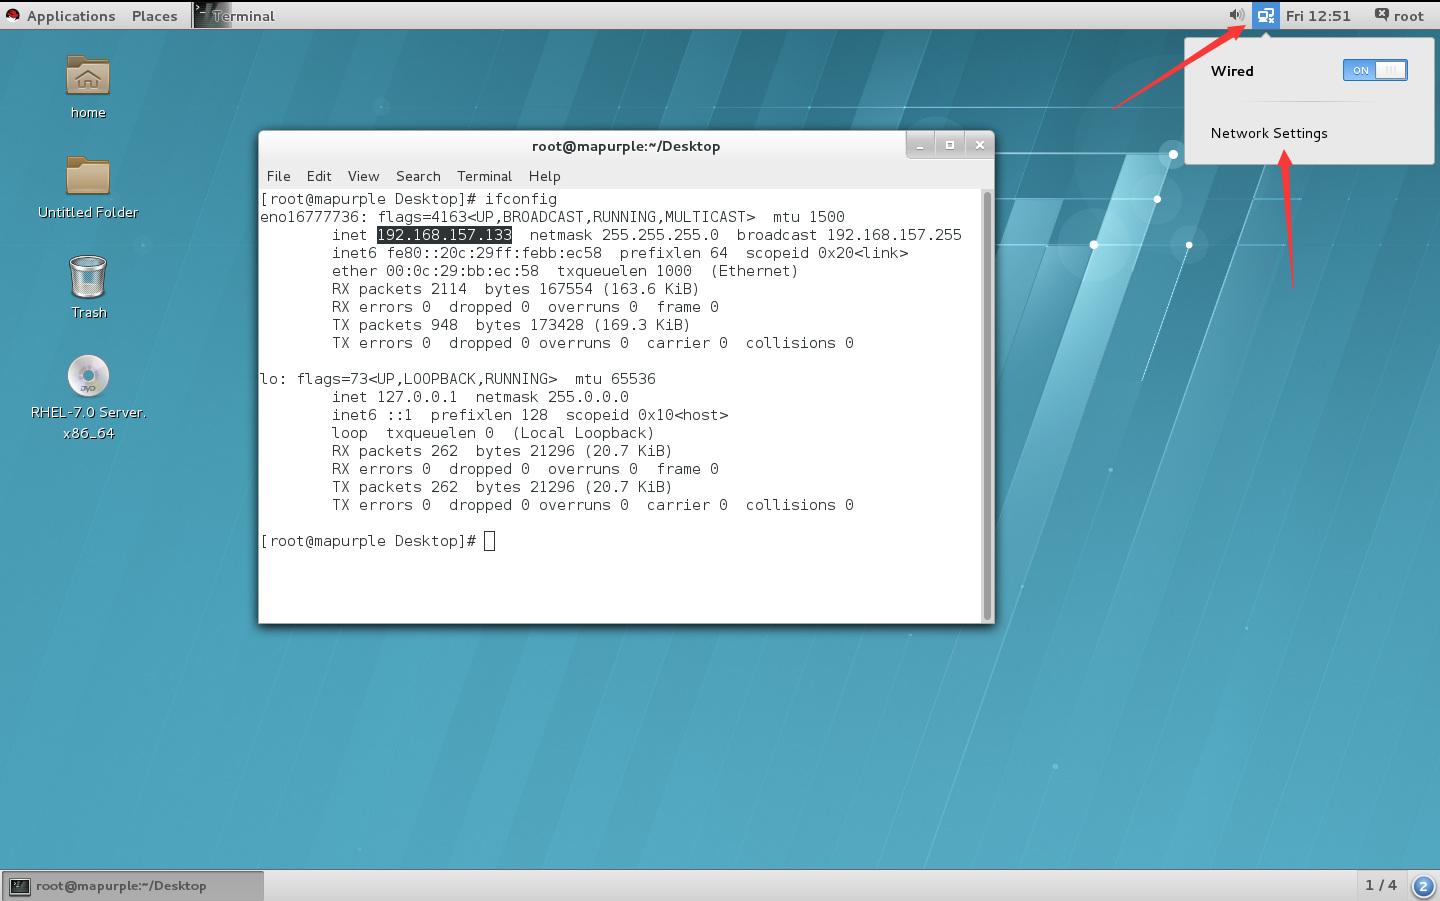 Applications Places Terminal Fri 12:51 root
Wired ON
Network Settings
home
Untitled Folder
Trash
RHEL-7.0 Server.
x86_64
root@mapurple:~/Desktop
File Edit View Search Terminal Help
[root@mapurple Desktop]# ifconfig
eno16777736: flags=4163<UP,BROADCAST,RUNNING,MULTICAST>  mtu 1500
        inet 192.168.157.133  netmask 255.255.255.0  broadcast 192.168.157.255
        inet6 fe80::20c:29ff:febb:ec58  prefixlen 64  scopeid 0x20<link>
        ether 00:0c:29:bb:ec:58  txqueuelen 1000  (Ethernet)
        RX packets 2114  bytes 167554 (163.6 KiB)
        RX errors 0  dropped 0  overruns 0  frame 0
        TX packets 948  bytes 173428 (169.3 KiB)
        TX errors 0  dropped 0 overruns 0  carrier 0  collisions 0
lo: flags=73<UP,LOOPBACK,RUNNING>  mtu 65536
        inet 127.0.0.1  netmask 255.0.0.0
        inet6 ::1  prefixlen 128  scopeid 0x10<host>
        loop  txqueuelen 0  (Local Loopback)
        RX packets 262  bytes 21296 (20.7 KiB)
        RX errors 0  dropped 0  overruns 0  frame 0
        TX packets 262  bytes 21296 (20.7 KiB)
        TX errors 0  dropped 0 overruns 0  carrier 0  collisions 0
[root@mapurple Desktop]#
root@mapurple:~/Desktop 1 / 4 2